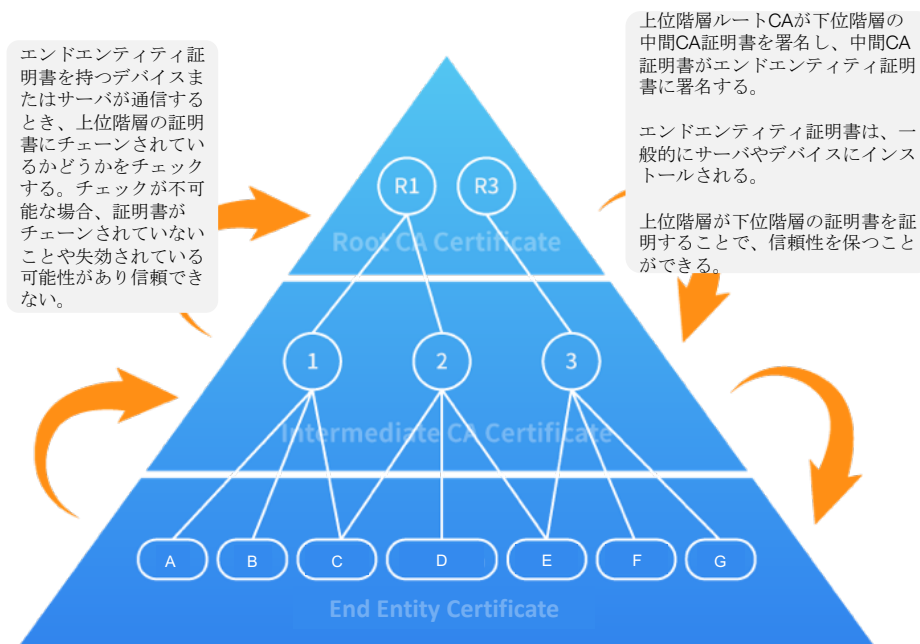 エンドエンティティ証
明書を持つデバイスま
たはサーバが通信する
とき、上位階層の証明
書にチェーンされてい
るかどうかをチェック
する。チェックが不可
能な場合、証明書が
チェーンされていない
ことや失効されている
可能性があり信頼でき
ない。
上位階層ルートCAが下位階層の
中間CA証明書を署名し、中間CA
証明書がエンドエンティティ証明
書に署名する。
エンドエンティティ証明書は、一
般的にサーバやデバイスにインス
トールされる。
上位階層が下位階層の証明書を証
明することで、信頼性を保つこと
ができる。
R1 R3
Root CA Certificate
1 2 3
Intermediate CA Certificate
A B C D E F G
End Entity Certificate